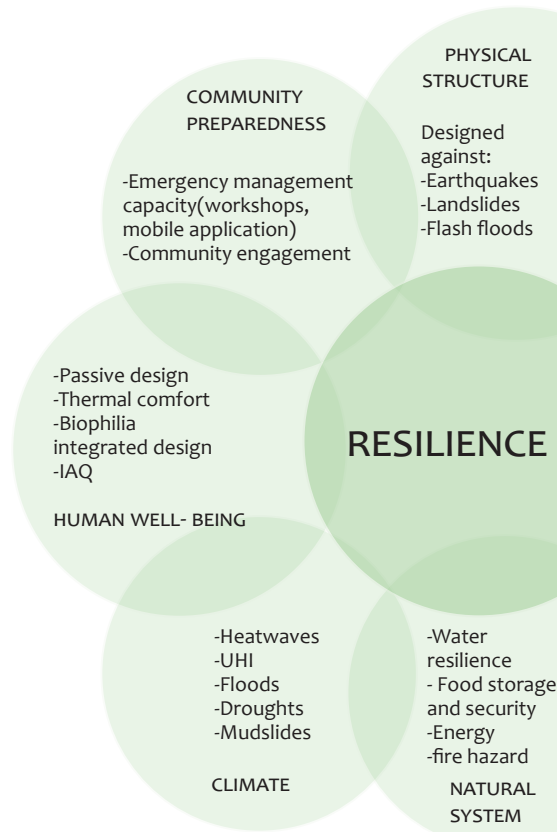 PHYSICAL
STRUCTURE
Designed
against:
-Earthquakes
-Landslides
-Flash floods
COMMUNITY
PREPAREDNESS
-Emergency management
capacity(workshops,
mobile application)
-Community engagement
-Passive design
-Thermal comfort
-Biophilia
integrated design
-IAQ
HUMAN WELL- BEING
RESILIENCE
-Heatwaves
-UHI
-Floods
-Droughts
-Mudslides
CLIMATE
-Water
resilience
- Food storage
and security
-Energy
-fire hazard
NATURAL
SYSTEM